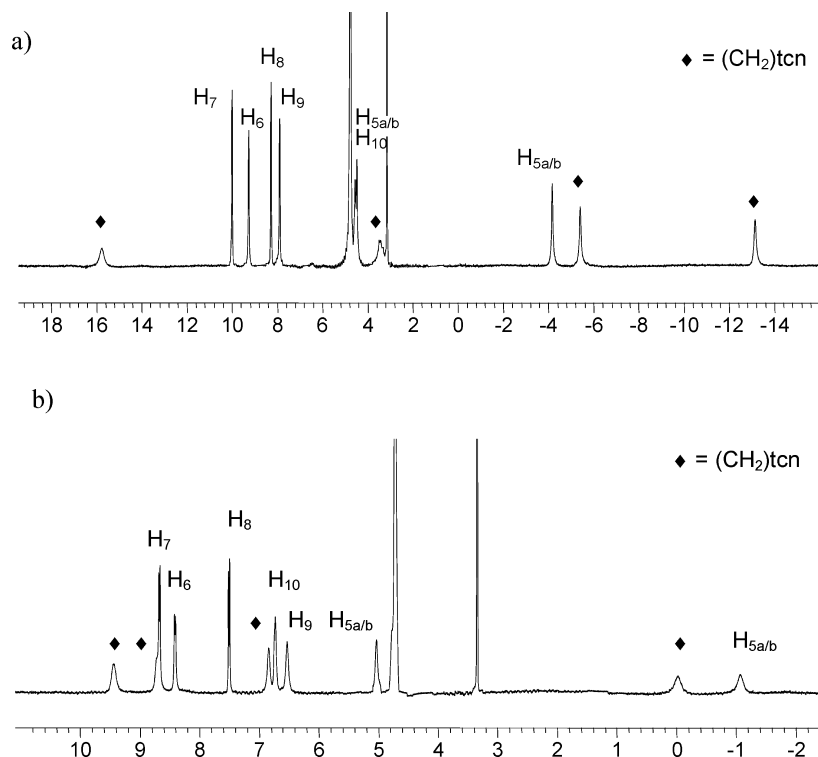 a)
H8
♦ = (CH2)tcn
H7
H6
H9
H5a/b
H10
H5a/b
♦
♦
♦
♦
18 16 14 12 10 8 6 4 2 0 -2 -4 -6 -8 -10 -12 -14
b)
♦ = (CH2)tcn
H8
H7
H6
H10
H9
H5a/b
♦ ♦
♦
♦
H5a/b
10 9 8 7 6 5 4 3 2 1 0 -1 -2